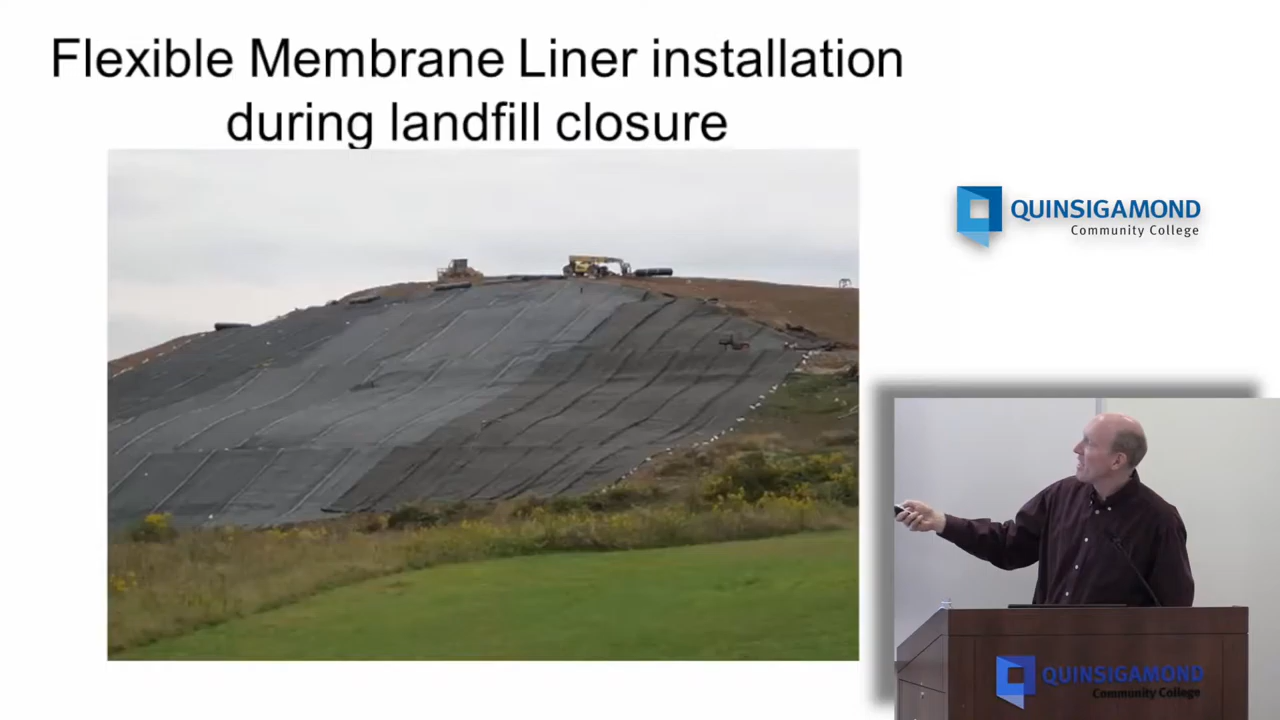 Flexible Membrane Liner installation
during landfill closure
QUINSIGAMOND
Community College
QUINSIGAMOND
Community College